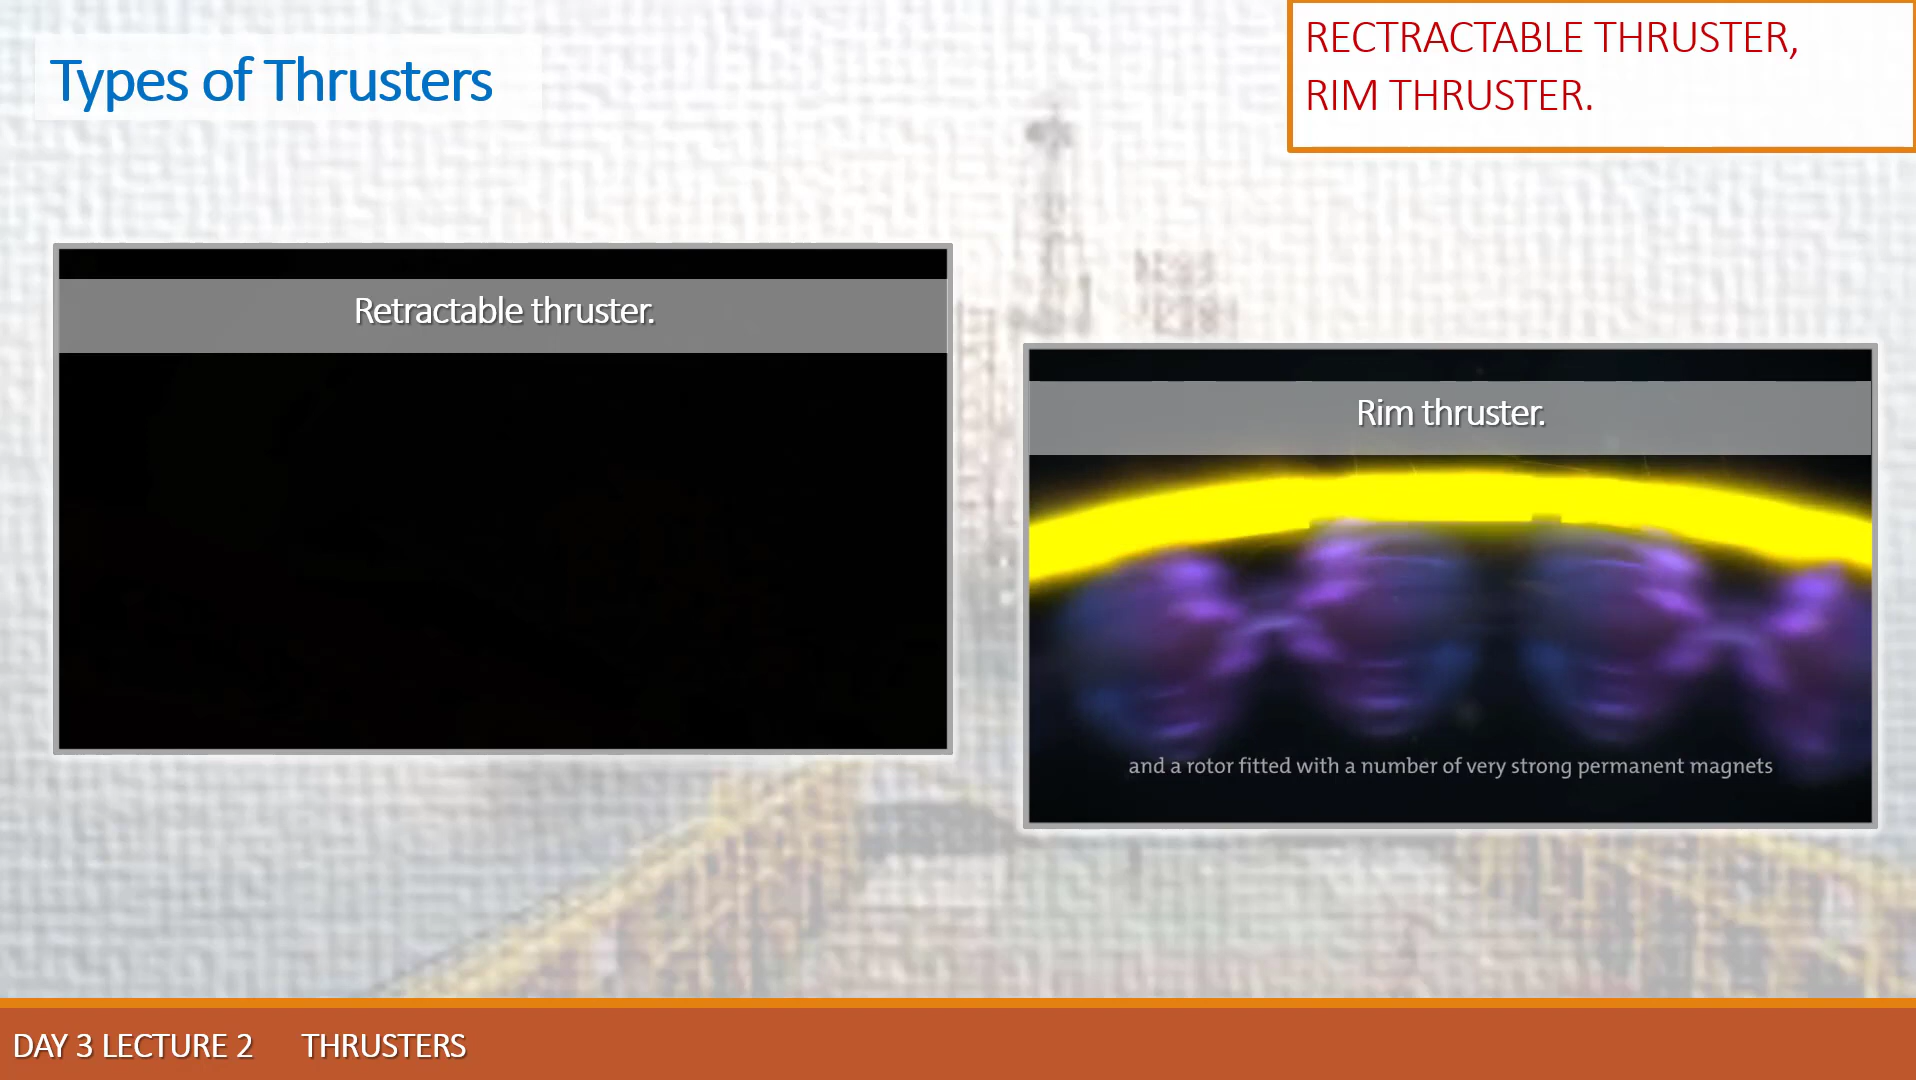 Types of Thrusters
RECTRACTABLE THRUSTER,
RIM THRUSTER.
Retractable thruster.
Rim thruster.
and a rotor fitted with a number of very strong permanent magnets
DAY 3 LECTURE 2 THRUSTERS